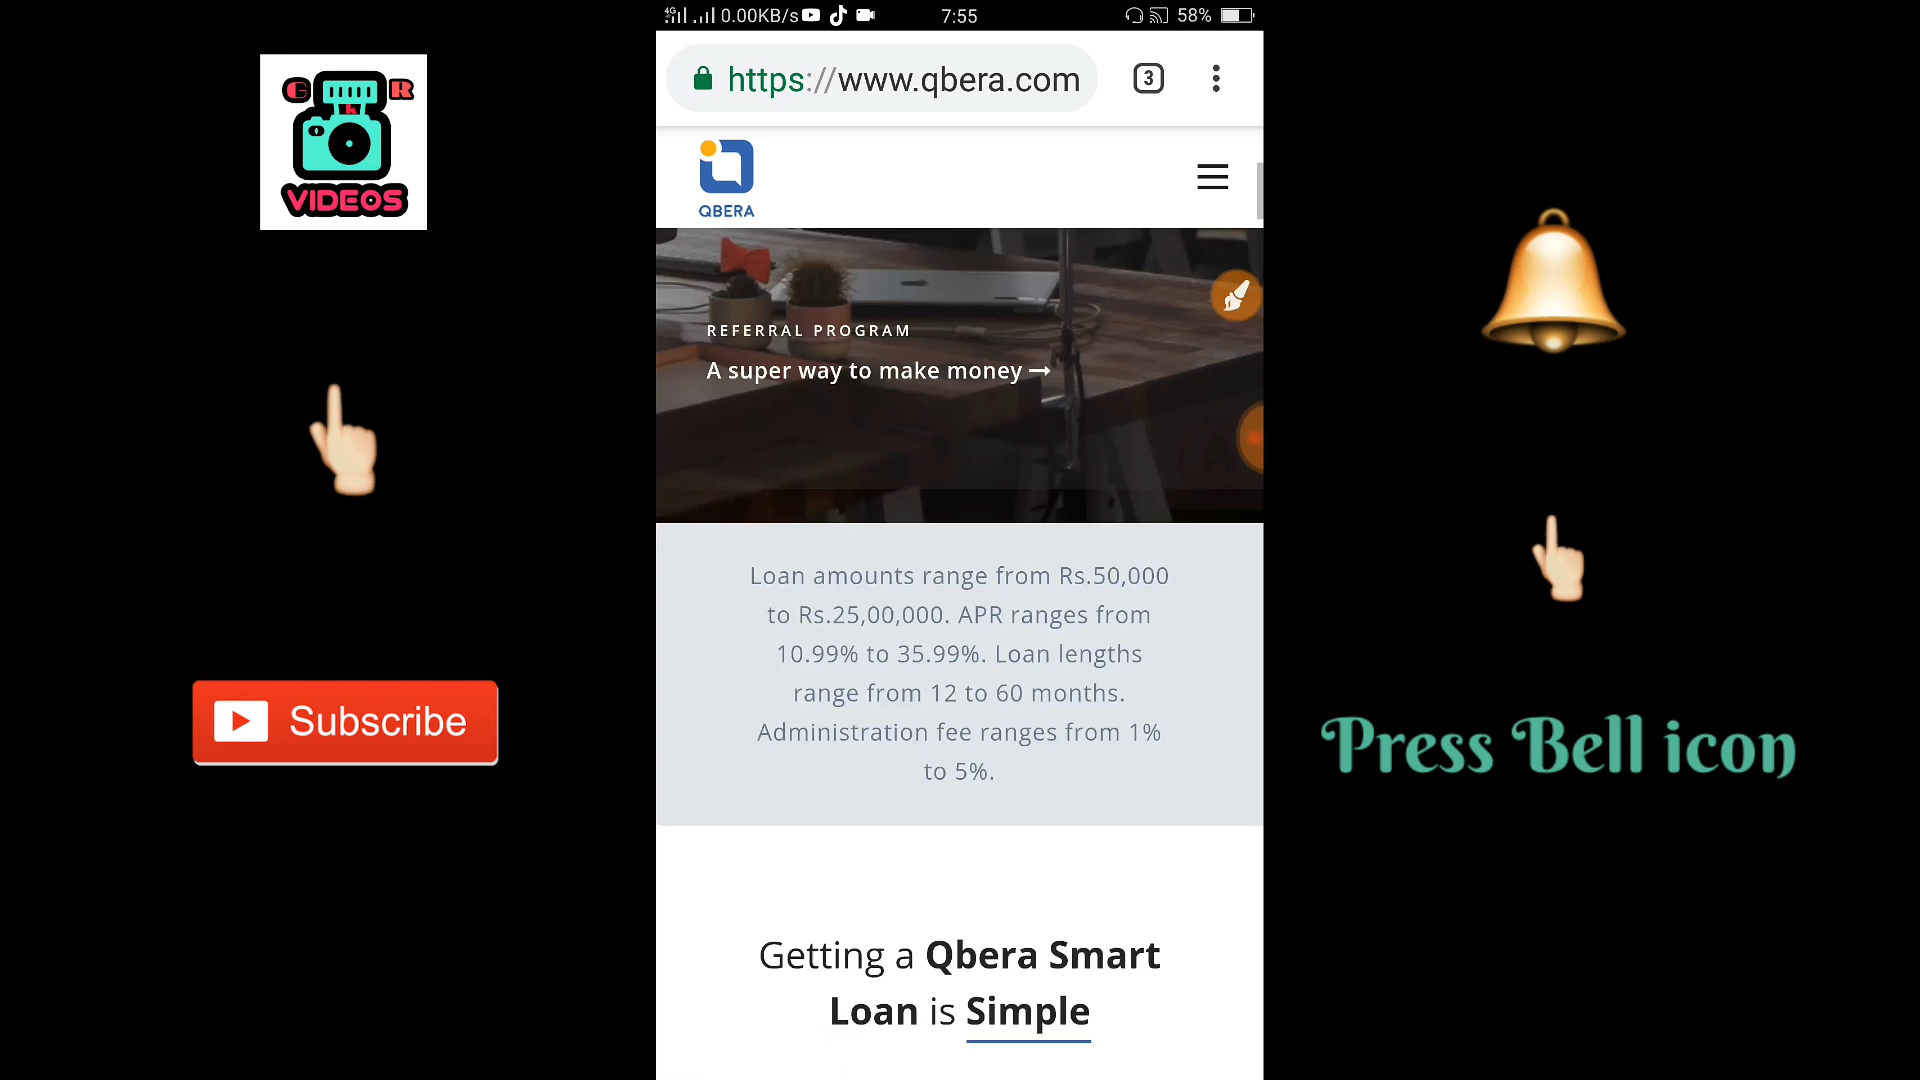 G R
k
VIDEOS
Subscribe
4G 0.00KB/s 7:55 58%
https://www.qbera.com 3
QBERA
REFERRAL PROGRAM
A super way to make money →
Loan amounts range from Rs.50,000
to Rs.25,00,000. APR ranges from
10.99% to 35.99%. Loan lengths
range from 12 to 60 months.
Administration fee ranges from 1%
to 5%.
Getting a Qbera Smart
Loan is Simple
Press Bell icon